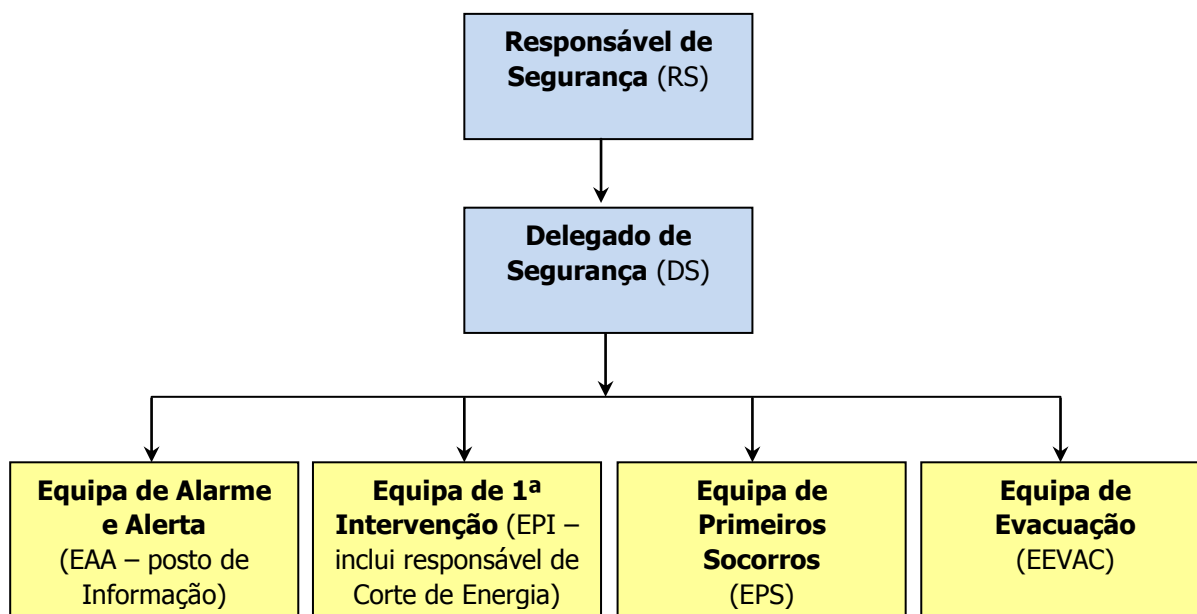 Responsável de
Segurança (RS)
Delegado de
Segurança (DS)
Equipa de Alarme
e Alerta
(EAA – posto de
Informação)
Equipa de 1ª
Intervenção (EPI –
inclui responsável de
Corte de Energia)
Equipa de
Primeiros
Socorros
(EPS)
Equipa de
Evacuação
(EEVAC)